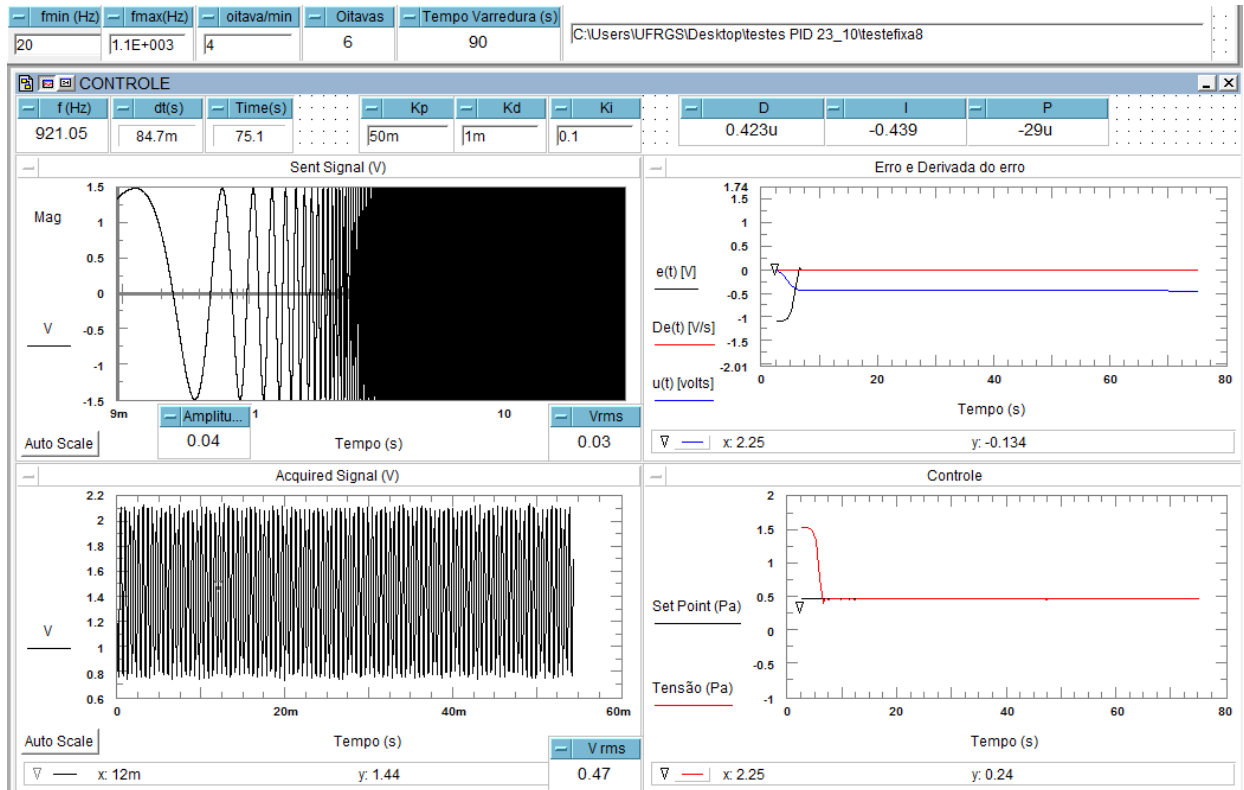 fmin (Hz) fmax(Hz) oitava/min Oitavas Tempo Varredura (s)
20 1.1E+003 4 6 90 C:\Users\UFRGS\Desktop\testes PID 23_10\testefixa8
CONTROLE
f (Hz) dt(s) Time(s) Kp Kd Ki D I P
921.05 84.7m 75.1 50m 1m 0.1 0.423u -0.439 -29u
Sent Signal (V)
Mag
V
1.5
1
0.5
0
-0.5
-1
-1.5
9m 1 10
Amplitu...
0.04
Tempo (s)
Vrms
0.03
Auto Scale
Erro e Derivada do erro
e(t) [V]
De(t) [V/s]
u(t) [volts]
1.74
1.5
1
0.5
0
-0.5
-1
-1.5
-2.01
0 20 40 60 80
Tempo (s)
x: 2.25 y: -0.134
Acquired Signal (V)
V
2.2
2
1.8
1.6
1.4
1.2
1
0.8
0.6
0 20m 40m 60m
Auto Scale
Tempo (s)
V rms
0.47
x: 12m y: 1.44
Controle
Set Point (Pa)
Tensão (Pa)
2
1.5
1
0.5
0
-0.5
-1
0 20 40 60 80
Tempo (s)
x: 2.25 y: 0.24